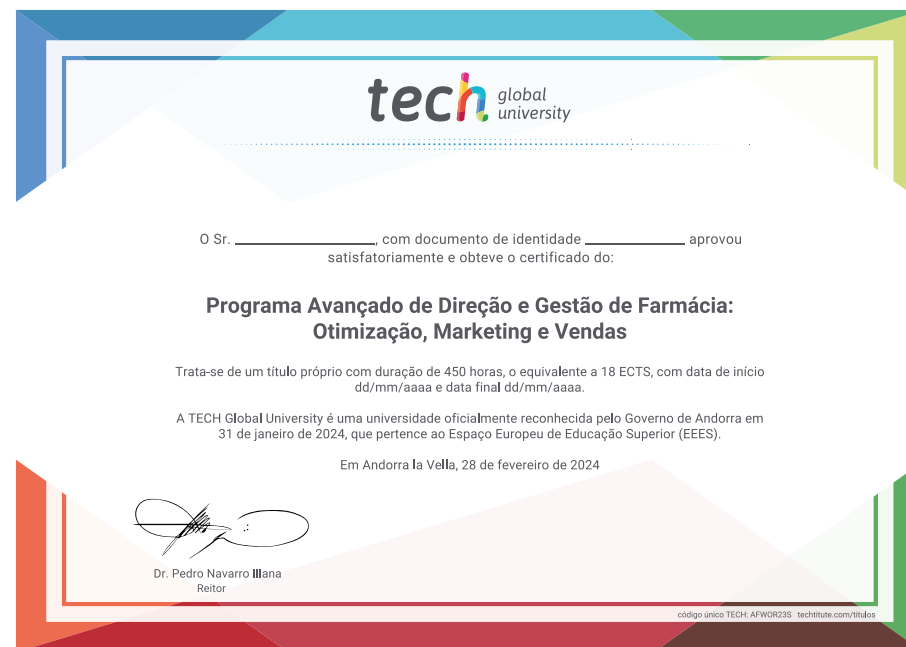 tech global university
O Sr. _________________, com documento de identidade ____________ aprovou
satisfatoriamente e obteve o certificado do:
Programa Avançado de Direção e Gestão de Farmácia:
Otimização, Marketing e Vendas
Trata-se de um título próprio com duração de 450 horas, o equivalente a 18 ECTS, com data de início
dd/mm/aaaa e data final dd/mm/aaaa.
A TECH Global University é uma universidade oficialmente reconhecida pelo Governo de Andorra em
31 de janeiro de 2024, que pertence ao Espaço Europeu de Educação Superior (EEES).
Em Andorra la Vella, 28 de fevereiro de 2024
Dr. Pedro Navarro Illana
Reitor
código único TECH: AFWOR23S techtitute.com/titulos